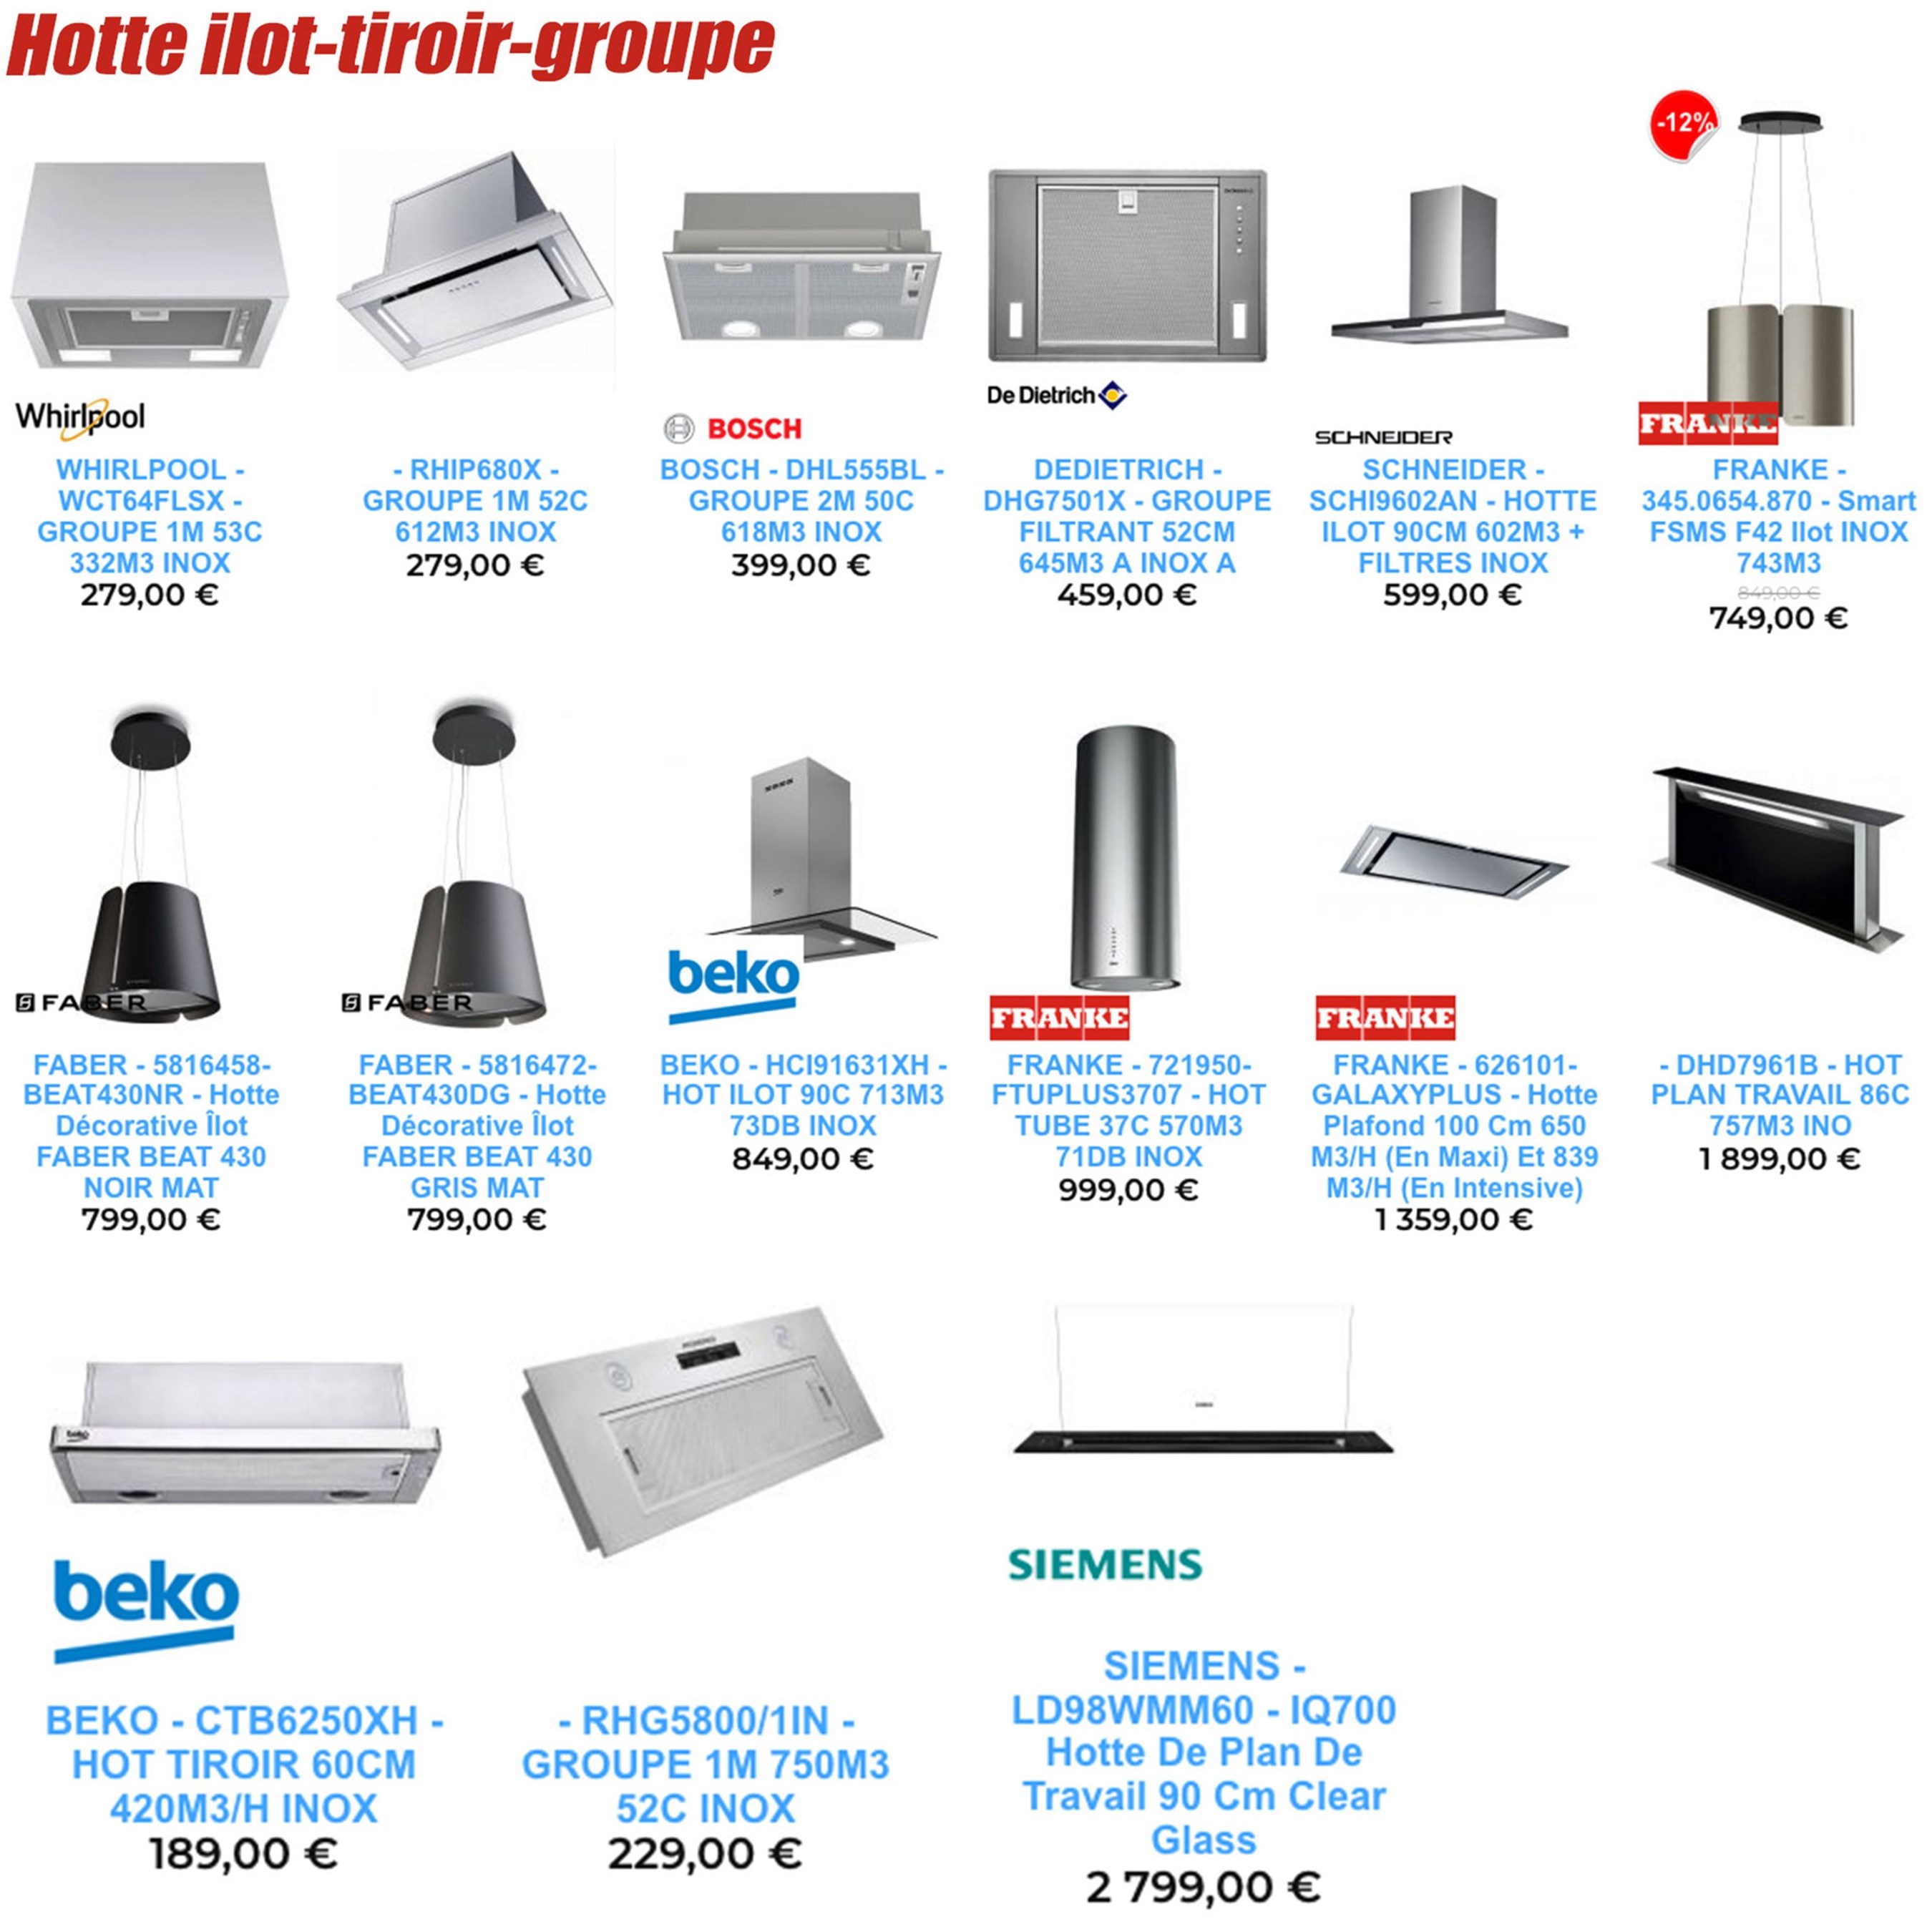 Hotte ilot-tiroir-groupe
-12%
Whirlpool
BOSCH
De Dietrich
SCHNEIDER
FRANKE
WHIRLPOOL -
WCT64FLSX -
GROUPE 1M 53C
332M3 INOX
279,00 €
- RHIP680X -
GROUPE 1M 52C
612M3 INOX
279,00 €
BOSCH - DHL555BL -
GROUPE 2M 50C
618M3 INOX
399,00 €
DEDIETRICH -
DHG7501X - GROUPE
FILTRANT 52CM
645M3 A INOX A
459,00 €
SCHNEIDER -
SCHI9602AN - HOTTE
ILOT 90CM 602M3 +
FILTRES INOX
599,00 €
FRANKE -
345.0654.870 - Smart
FSMS F42 Ilot INOX
743M3
849,00 €
749,00 €
FABER
FABER
beko
FRANKE
FRANKE
FABER - 5816458-
BEAT430NR - Hotte
Décorative Îlot
FABER BEAT 430
NOIR MAT
799,00 €
FABER - 5816472-
BEAT430DG - Hotte
Décorative Îlot
FABER BEAT 430
GRIS MAT
799,00 €
BEKO - HCI91631XH -
HOT ILOT 90C 713M3
73DB INOX
849,00 €
FRANKE - 721950-
FTUPLUS3707 - HOT
TUBE 37C 570M3
71DB INOX
999,00 €
FRANKE - 626101-
GALAXYPLUS - Hotte
Plafond 100 Cm 650
M3/H (En Maxi) Et 839
M3/H (En Intensive)
1 359,00 €
- DHD7961B - HOT
PLAN TRAVAIL 86C
757M3 INO
1 899,00 €
beko
beko
SIEMENS
BEKO - CTB6250XH -
HOT TIROIR 60CM
420M3/H INOX
189,00 €
- RHG5800/1IN -
GROUPE 1M 750M3
52C INOX
229,00 €
SIEMENS -
LD98WMM60 - IQ700
Hotte De Plan De
Travail 90 Cm Clear
Glass
2 799,00 €